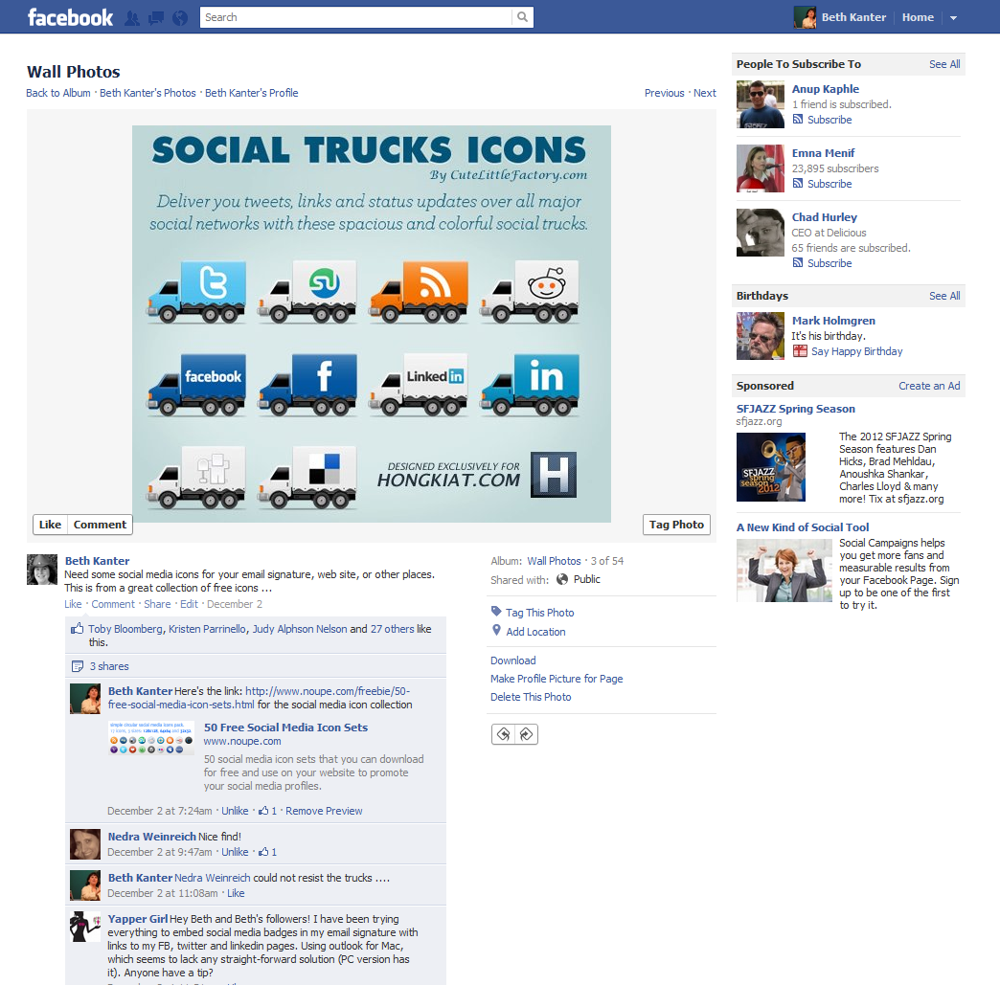 facebook
Search
Beth Kanter
Home
Wall Photos
Back to Album · Beth Kanter's Photos · Beth Kanter's Profile
Previous · Next
SOCIAL TRUCKS ICONS
By CuteLittleFactory.com
Deliver you tweets, links and status updates over all major
social networks with these spacious and colorful social trucks.
facebook
f
Linked in
in
DESIGNED EXCLUSIVELY FOR
HONGKIAT.COM
H
Like
Comment
Tag Photo
Beth Kanter
Need some social media icons for your email signature, web site, or other places.
This is from a great collection of free icons ...
Like · Comment · Share · Edit · December 2
Toby Bloomberg, Kristen Parrinello, Judy Alphson Nelson and 27 others like
this.
3 shares
Beth Kanter Here's the link: http://www.noupe.com/freebie/50-
free-social-media-icon-sets.html for the social media icon collection
50 Free Social Media Icon Sets
www.noupe.com
50 social media icon sets that you can download
for free and use on your website to promote
your social media profiles.
December 2 at 7:24am · Unlike · 1 · Remove Preview
Nedra Weinreich Nice find!
December 2 at 9:47am · Unlike · 1
Beth Kanter Nedra Weinreich could not resist the trucks ....
December 2 at 11:08am · Like
Yapper Girl Hey Beth and Beth's followers! I have been trying
everything to embed social media badges in my email signature with
links to my FB, twitter and linkedin pages. Using outlook for Mac,
which seems to lack any straight-forward solution (PC version has
it). Anyone have a tip?
Album: Wall Photos · 3 of 54
Shared with: Public
Tag This Photo
Add Location
Download
Make Profile Picture for Page
Delete This Photo
People To Subscribe To
See All
Anup Kaphle
1 friend is subscribed.
Subscribe
Emna Menif
23,895 subscribers
Subscribe
Chad Hurley
CEO at Delicious
65 friends are subscribed.
Subscribe
Birthdays
See All
Mark Holmgren
It's his birthday.
Say Happy Birthday
Sponsored
Create an Ad
SFJAZZ Spring Season
sfjazz.org
SFJAZZ
spring
season
2012
The 2012 SFJAZZ Spring
Season features Dan
Hicks, Brad Mehldau,
Anoushka Shankar,
Charles Lloyd & many
more! Tix at sfjazz.org
A New Kind of Social Tool
Social Campaigns helps
you get more fans and
measurable results from
your Facebook Page. Sign
up to be one of the first
to try it.